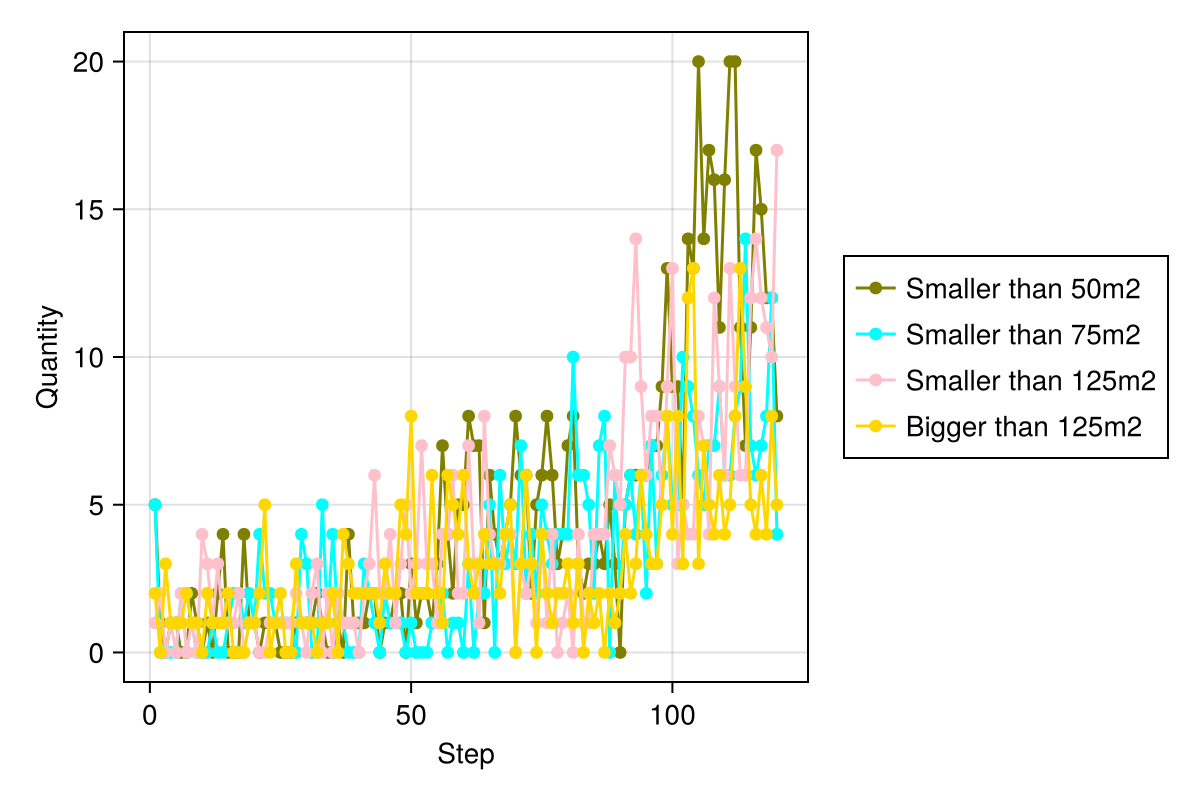 20
15
10
5
0
Quantity
0 50 100
Step
Smaller than 50m2
Smaller than 75m2
Smaller than 125m2
Bigger than 125m2